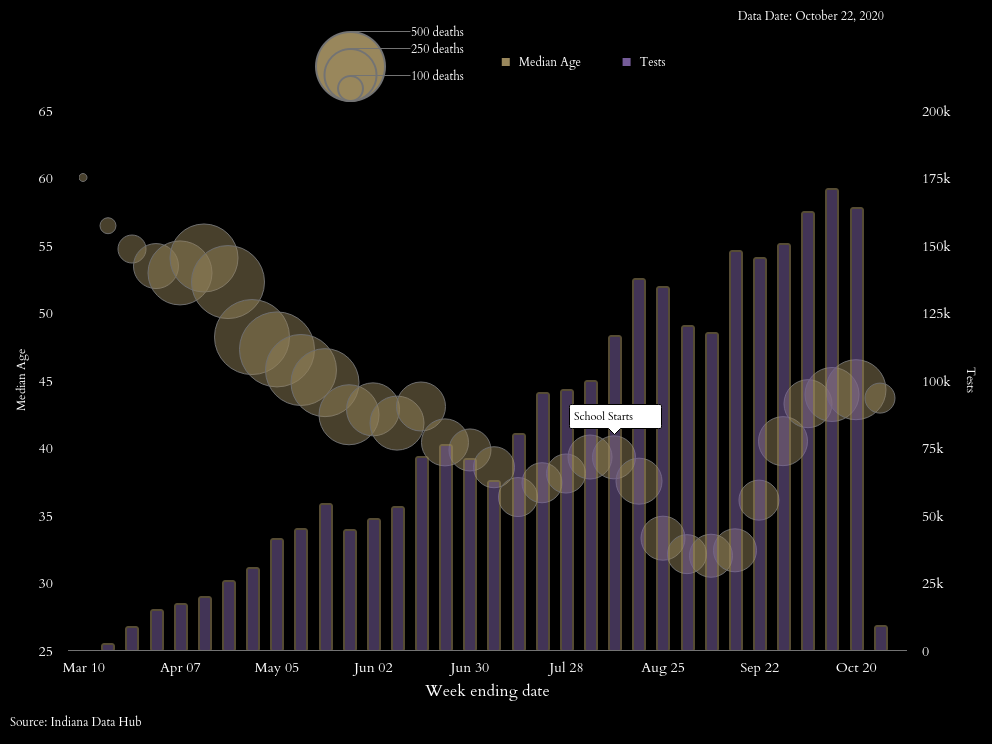 Data Date: October 22, 2020
500 deaths
250 deaths
100 deaths
Median Age
Tests
65
60
55
50
45
40
35
30
25
Median Age
200k
175k
150k
125k
100k
75k
50k
25k
0
Tests
School Starts
Mar 10 Apr 07 May 05 Jun 02 Jun 30 Jul 28 Aug 25 Sep 22 Oct 20
Week ending date
Source: Indiana Data Hub